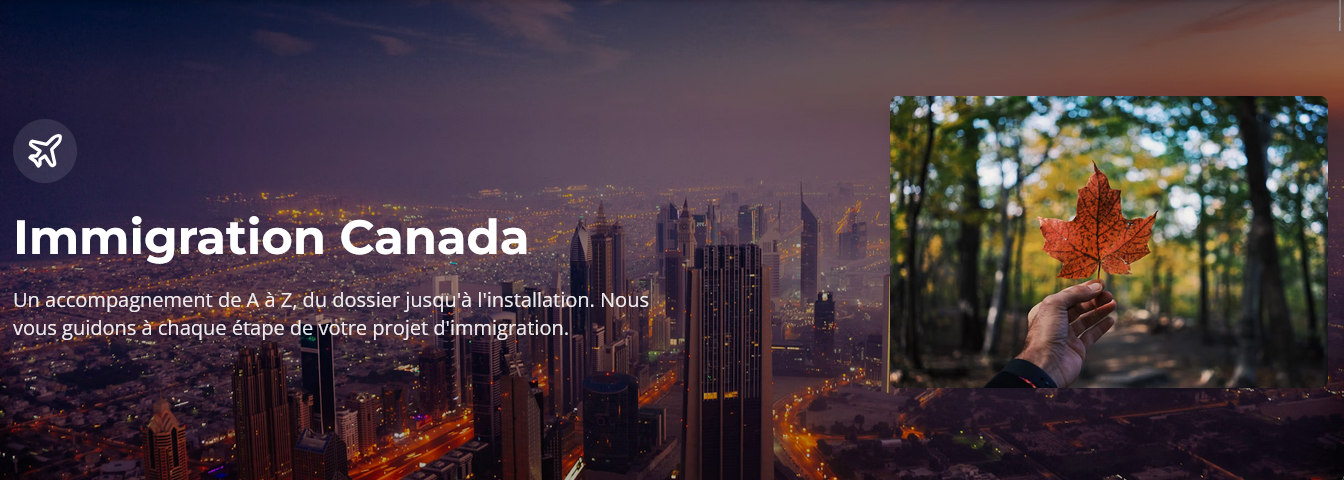 Immigration Canada
Un accompagnement de A à Z, du dossier jusqu'à l'installation. Nous
vous guidons à chaque étape de votre projet d'immigration.